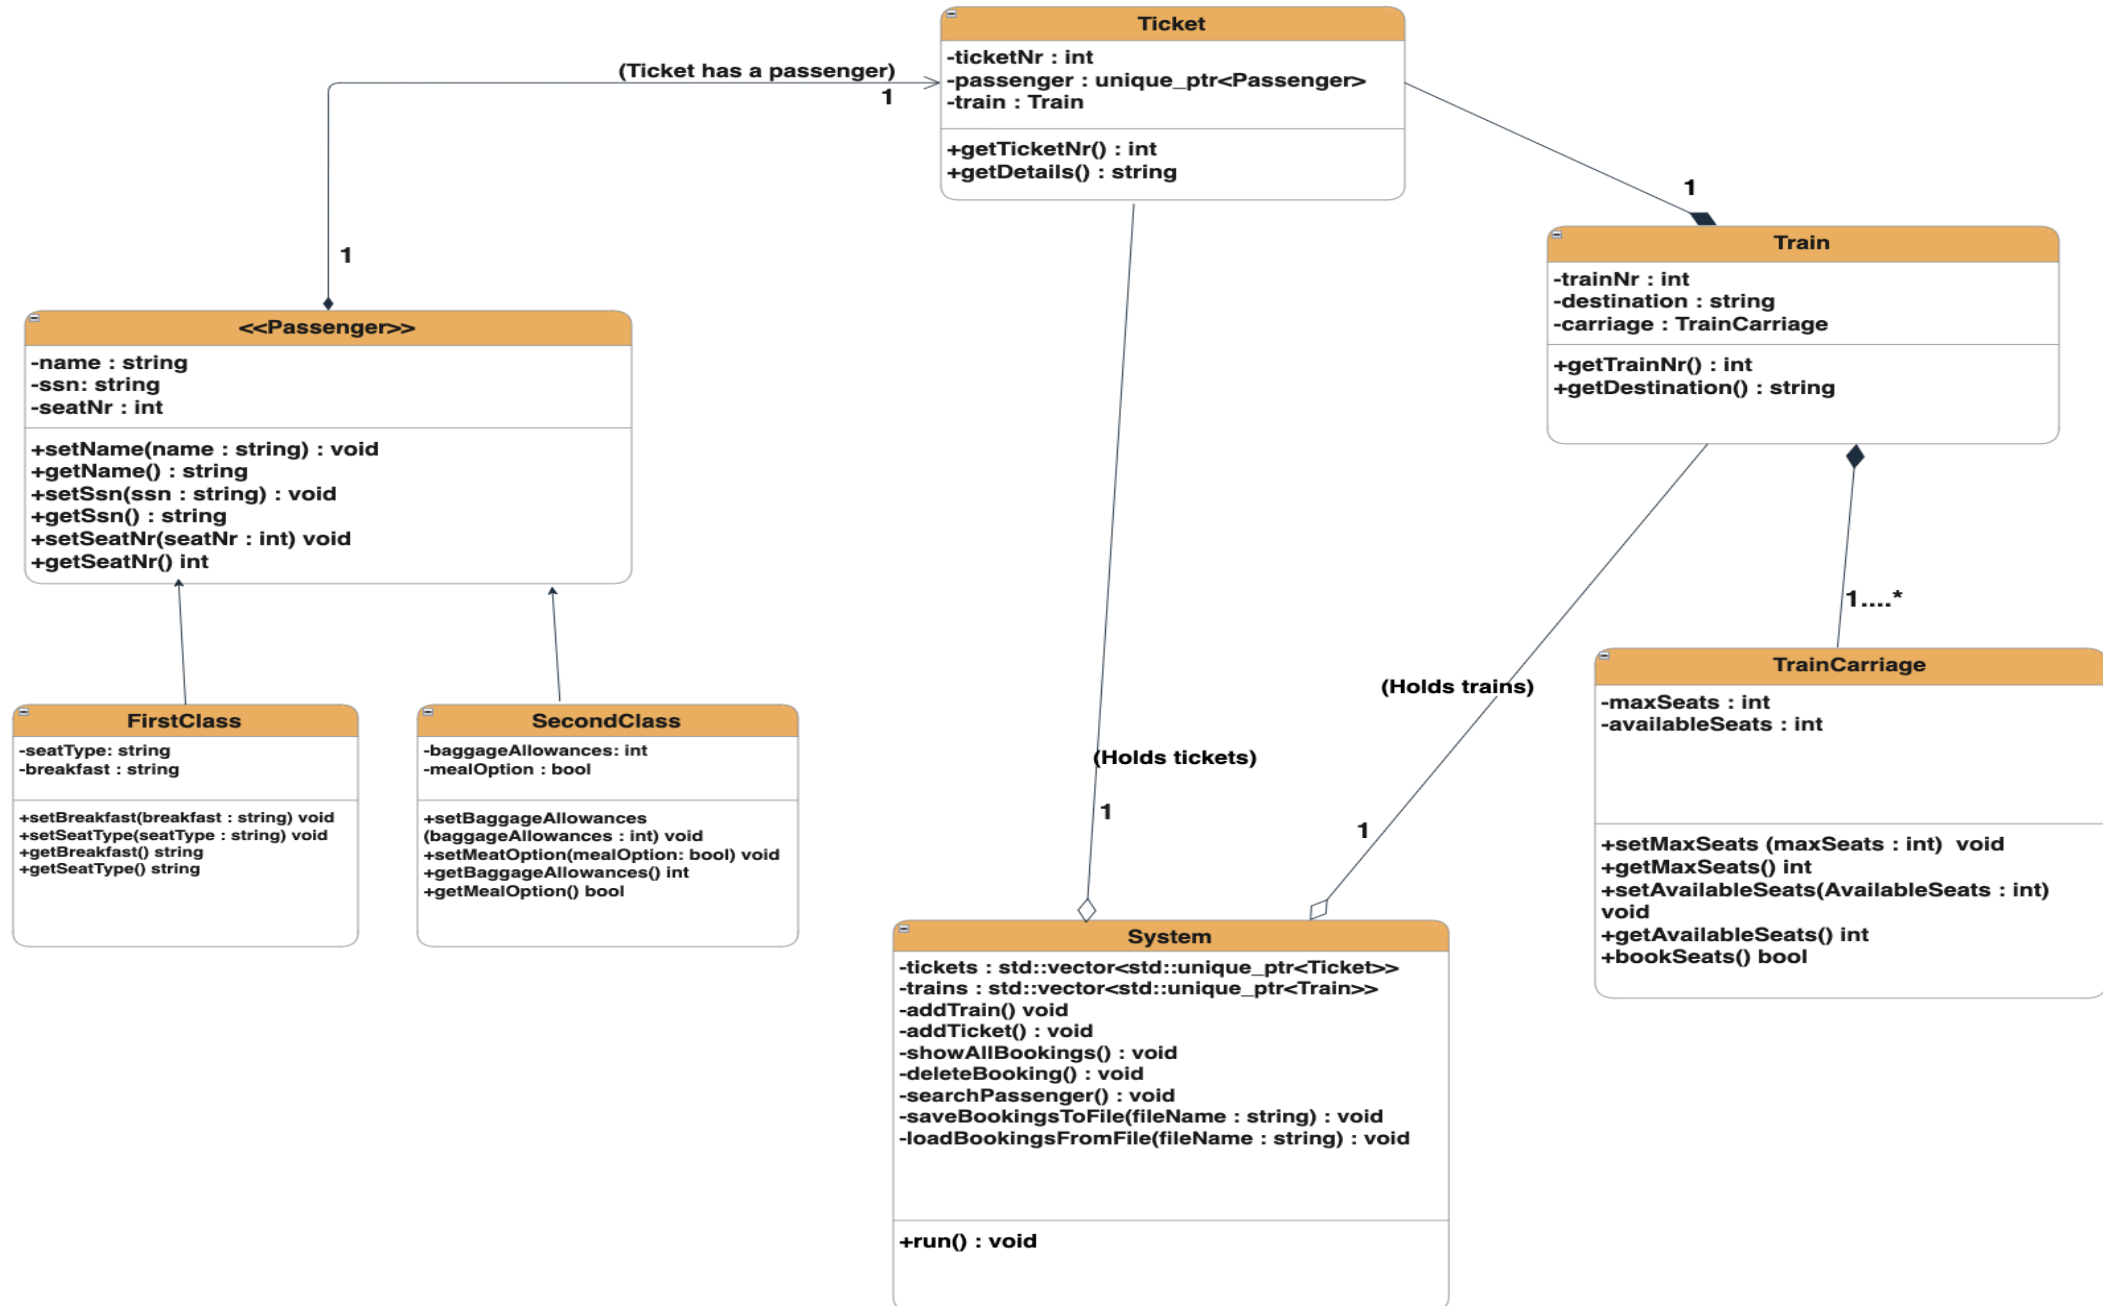 Ticket
-ticketNr : int
-passenger : unique_ptr<Passenger>
-train : Train
+getTicketNr() : int
+getDetails() : string
(Ticket has a passenger)
1
1
1
Train
-trainNr : int
-destination : string
-carriage : TrainCarriage
+getTrainNr() : int
+getDestination() : string
<<Passenger>>
-name : string
-ssn: string
-seatNr : int
+setName(name : string) : void
+getName() : string
+setSsn(ssn : string) : void
+getSsn() : string
+setSeatNr(seatNr : int) void
+getSeatNr() int
1....*
FirstClass
-seatType: string
-breakfast : string
+setBreakfast(breakfast : string) void
+setSeatType(seatType : string) void
+getBreakfast() string
+getSeatType() string
SecondClass
-baggageAllowances: int
-mealOption : bool
+setBaggageAllowances
(baggageAllowances : int) void
+setMeatOption(mealOption: bool) void
+getBaggageAllowances() int
+getMealOption() bool
(Holds tickets)
1
(Holds trains)
1
TrainCarriage
-maxSeats : int
-availableSeats : int
+setMaxSeats (maxSeats : int)  void
+getMaxSeats() int
+setAvailableSeats(AvailableSeats : int)
void
+getAvailableSeats() int
+bookSeats() bool
System
-tickets : std::vector<std::unique_ptr<Ticket>>
-trains : std::vector<std::unique_ptr<Train>>
-addTrain() void
-addTicket() : void
-showAllBookings() : void
-deleteBooking() : void
-searchPassenger() : void
-saveBookingsToFile(fileName : string) : void
-loadBookingsFromFile(fileName : string) : void
+run() : void